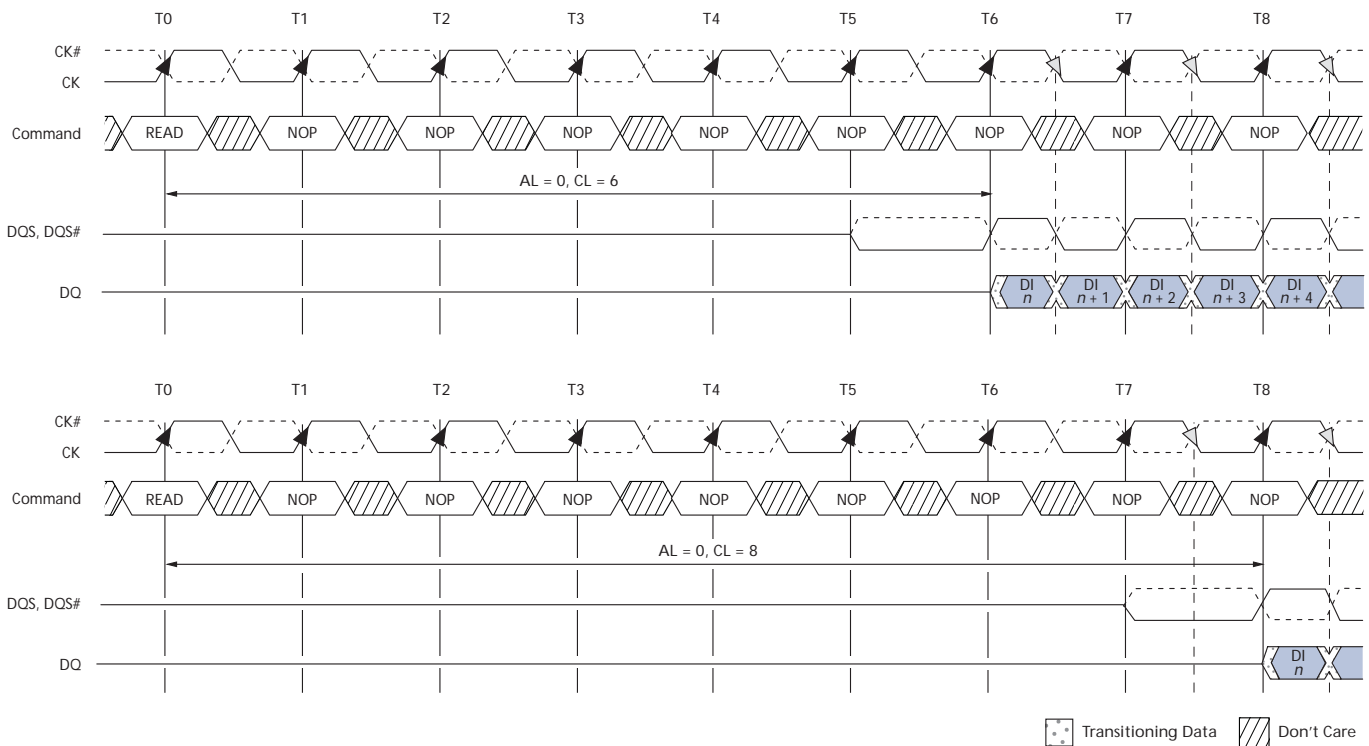 T0 T1 T2 T3 T4 T5 T6 T7 T8
CK#
CK
Command READ NOP NOP NOP NOP NOP NOP NOP NOP
AL = 0, CL = 6
DQS, DQS#
DQ DI n DI n + 1 DI n + 2 DI n + 3 DI n + 4
T0 T1 T2 T3 T4 T5 T6 T7 T8
CK#
CK
Command READ NOP NOP NOP NOP NOP NOP NOP NOP
AL = 0, CL = 8
DQS, DQS#
DQ DI n
Transitioning Data Don't Care